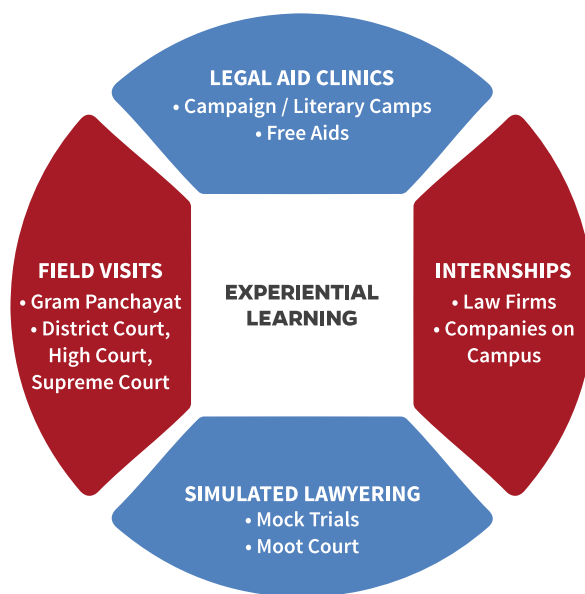 LEGAL AID CLINICS
• Campaign / Literary Camps
• Free Aids
FIELD VISITS
• Gram Panchayat
• District Court,
High Court,
Supreme Court
EXPERIENTIAL
LEARNING
INTERNSHIPS
• Law Firms
• Companies on
Campus
SIMULATED LAWYERING
• Mock Trials
• Moot Court